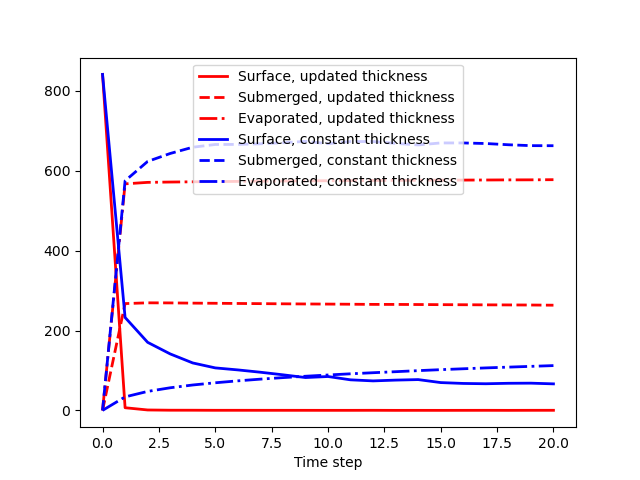 800
600
400
200
0
Surface, updated thickness
Submerged, updated thickness
Evaporated, updated thickness
Surface, constant thickness
Submerged, constant thickness
Evaporated, constant thickness
0.0 2.5 5.0 7.5 10.0 12.5 15.0 17.5 20.0
Time step